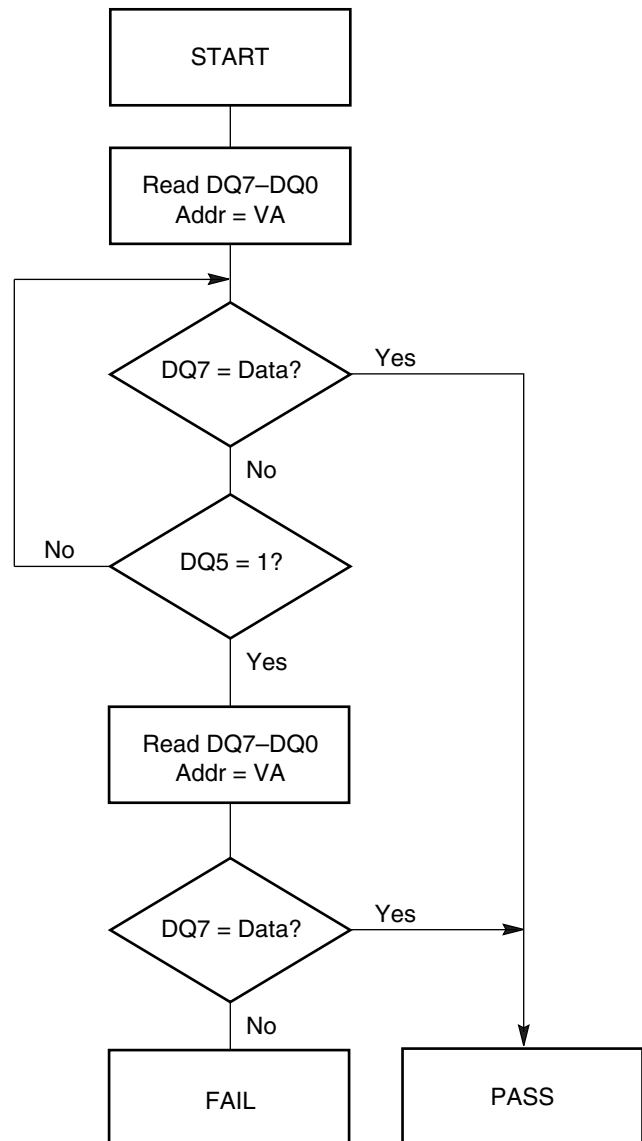 START
Read DQ7–DQ0
Addr = VA
DQ7 = Data?
Yes
No
No
DQ5 = 1?
Yes
Read DQ7–DQ0
Addr = VA
DQ7 = Data?
Yes
No
FAIL
PASS